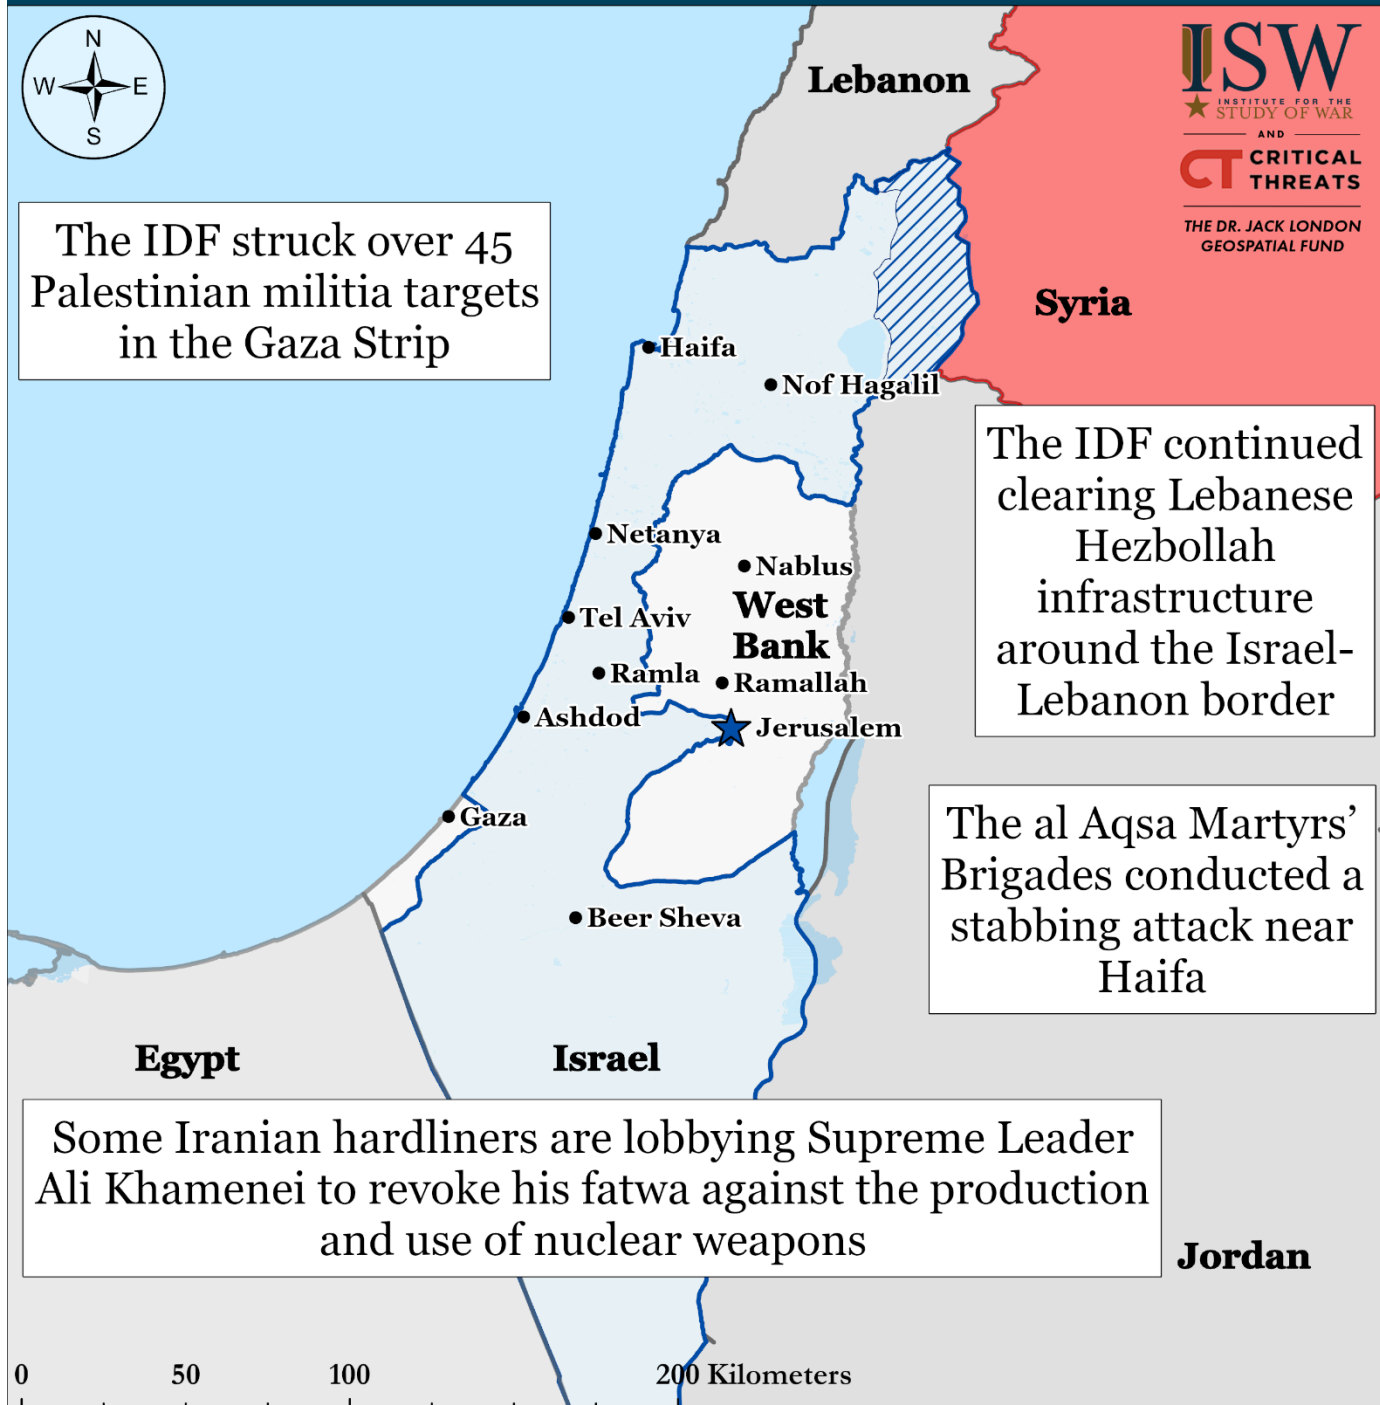 N
W
E
S
Lebanon
ISW
INSTITUTE FOR THE
STUDY OF WAR
AND
CT CRITICAL
THREATS
THE DR. JACK LONDON
GEOSPATIAL FUND
The IDF struck over 45
Palestinian militia targets
in the Gaza Strip
Syria
Haifa
Nof Hagalil
The IDF continued
clearing Lebanese
Hezbollah
infrastructure
around the Israel-
Lebanon border
Netanya
Nablus
West
Bank
Tel Aviv
Ramla
Ramallah
Ashdod
Jerusalem
Gaza
The al Aqsa Martyrs’
Brigades conducted a
stabbing attack near
Haifa
Beer Sheva
Egypt
Israel
Some Iranian hardliners are lobbying Supreme Leader
Ali Khamenei to revoke his fatwa against the production
and use of nuclear weapons
Jordan
0 50 100 200 Kilometers